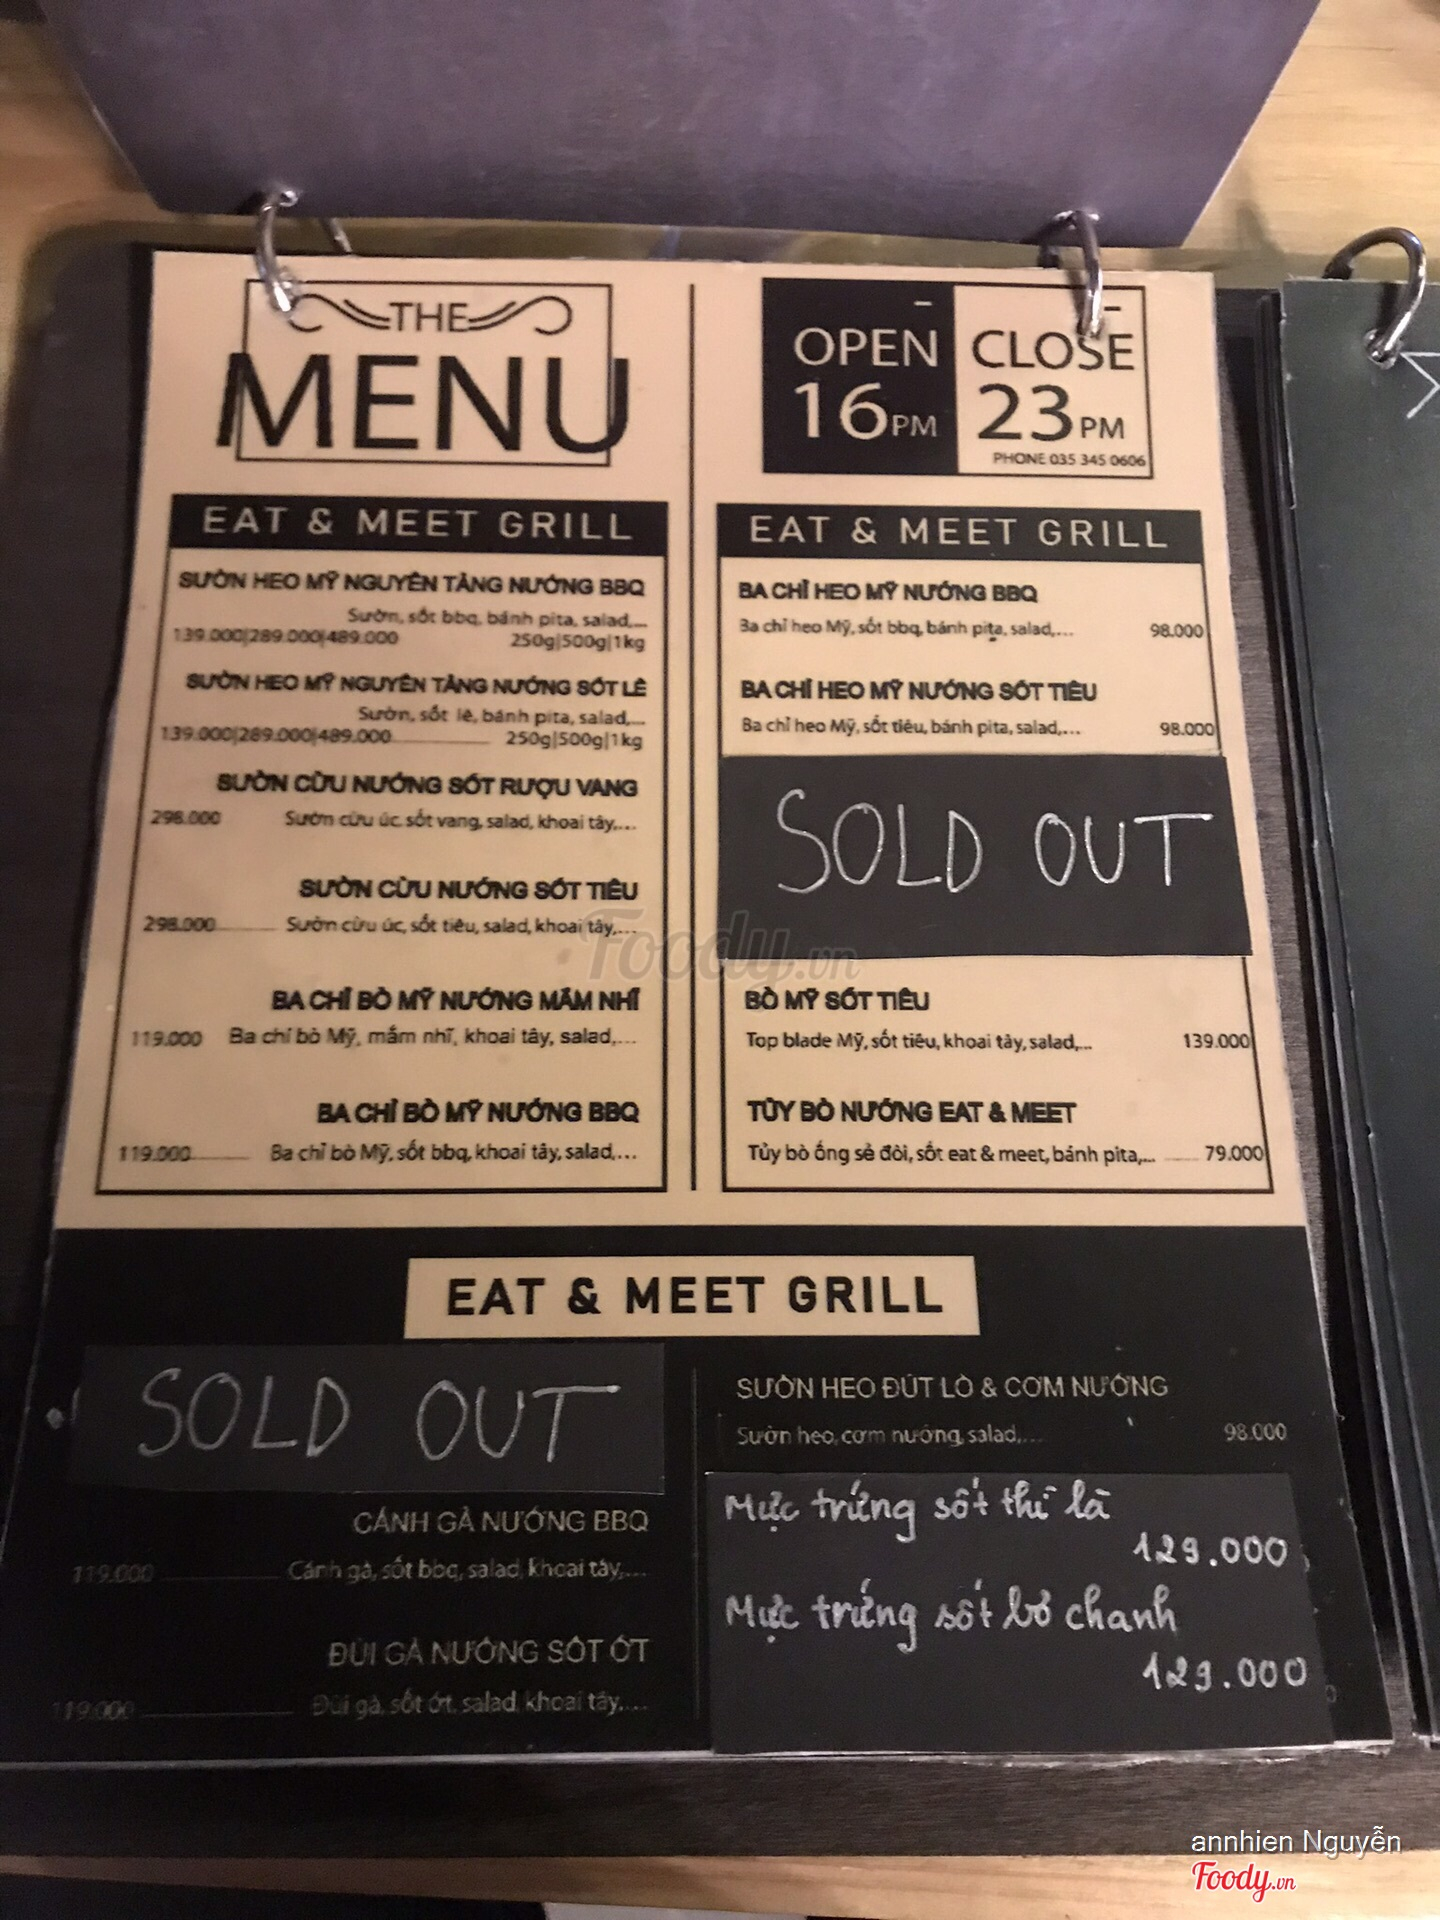 THE
MENU
OPEN
16PM
CLOSE
23PM
PHONE 035 345 0606
EAT & MEET GRILL
SƯỜN HEO MỸ NGUYÊN TẢNG NƯỚNG BBQ
Sườn, sốt bbq, bánh pita, salad,...
139.000|289.000|489.000 250g|500g|1kg
SƯỜN HEO MỸ NGUYÊN TẢNG NƯỚNG SỐT LÊ
Sườn, sốt lê, bánh pita, salad,...
139.000|289.000|489.000 250g|500g|1kg
SƯỜN CỪU NƯỚNG SỐT RƯỢU VANG
298.000 Sườn cừu úc, sốt vang, salad, khoai tây,...
SƯỜN CỪU NƯỚNG SỐT TIÊU
298.000 Sườn cừu úc, sốt tiêu, salad, khoai tây,...
BA CHỈ BÒ MỸ NƯỚNG MẮM NHĨ
119.000 Ba chỉ bò Mỹ, mắm nhĩ, khoai tây, salad,...
BA CHỈ BÒ MỸ NƯỚNG BBQ
119.000 Ba chỉ bò Mỹ, sốt bbq, khoai tây, salad,...
EAT & MEET GRILL
BA CHỈ HEO MỸ NƯỚNG BBQ
Ba chỉ heo Mỹ, sốt bbq, bánh pita, salad,... 98.000
BA CHỈ HEO MỸ NƯỚNG SỐT TIÊU
Ba chỉ heo Mỹ, sốt tiêu, bánh pita, salad,... 98.000
SOLD OUT
BÒ MỸ SỐT TIÊU
Top blade Mỹ, sốt tiêu, khoai tây, salad,... 139.000
TỦY BÒ NƯỚNG EAT & MEET
Tủy bò ống sẻ đôi, sốt eat & meet, bánh pita,... 79.000
EAT & MEET GRILL
SOLD OUT
CÁNH GÀ NƯỚNG BBQ
119.000 Cánh gà, sốt bbq, salad, khoai tây,...
ĐÙI GÀ NƯỚNG SỐT ỚT
119.000 Đùi gà, sốt ớt, salad, khoai tây,...
SƯỜN HEO ĐÚT LÒ & CƠM NƯỚNG
Sườn heo, cơm nướng, salad,... 98.000
Mực trứng sốt thì là
129.000
Mực trứng sốt bơ chanh
129.000
Foody.vn
annhien Nguyễn
Foody.vn